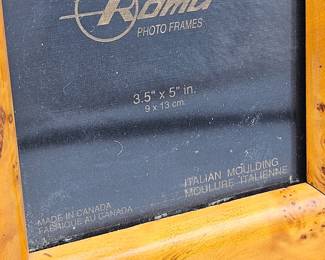 Roma
PHOTO FRAMES
3.5" x 5" in.
9 x 13 cm.
ITALIAN MOULDING
MOULURE ITALIENNE
MADE IN CANADA
FABRIQUÉ AU CANADA